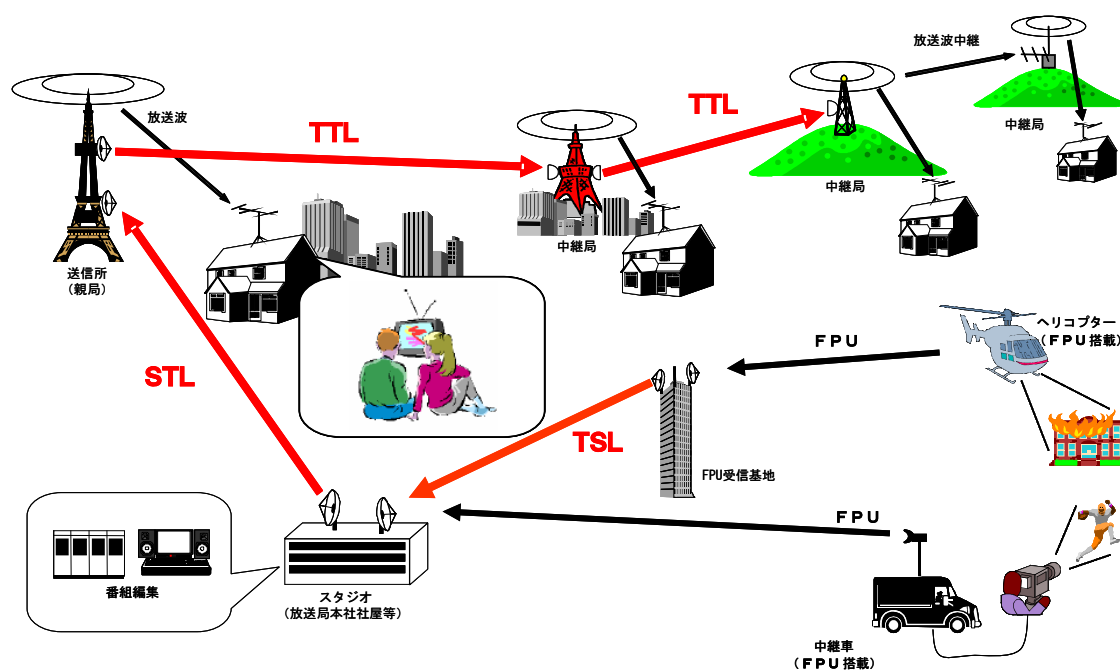 放送波中継
中継局
TTL
TTL
放送波
中継局
中継局
送信所
（親局）
ヘリコプター
（ＦＰＵ搭載）
ＦＰＵ
STL
TSL
FPU受信基地
ＦＰＵ
番組編集
スタジオ
（放送局本社社屋等）
中継車
（ＦＰＵ搭載）